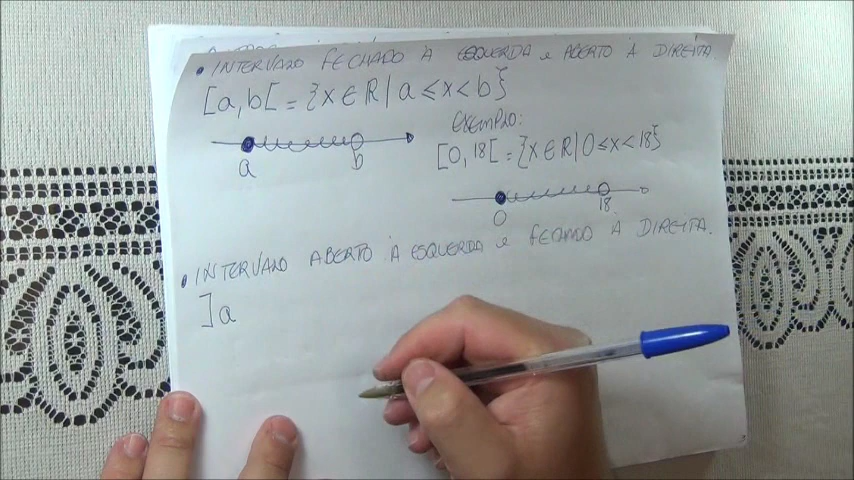 • INTERVALO FECHADO À ESQUERDA e ABERTO À DIREITA.
[a,b[ = {x ∈ R | a ≤ x < b}
a b
EXEMPLO:
[0, 18[ = {x ∈ R | 0 ≤ x < 18}
0 18
• INTERVALO ABERTO À ESQUERDA e FECHADO À DIREITA.
]a